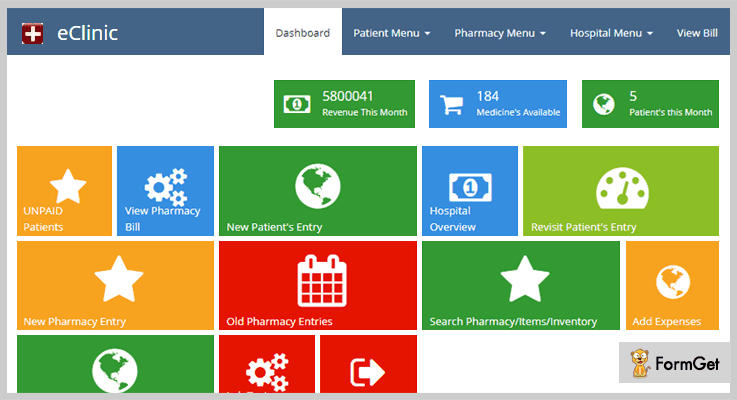 eClinic
Dashboard
Patient Menu
Pharmacy Menu
Hospital Menu
View Bill
5800041
Revenue This Month
184
Medicine's Available
5
Patient's this Month
UNPAID
Patients
View Pharmacy
Bill
New Patient's Entry
Hospital
Overview
Revisit Patient's Entry
New Pharmacy Entry
Old Pharmacy Entries
Search Pharmacy/Items/Inventory
Add Expenses
FormGet